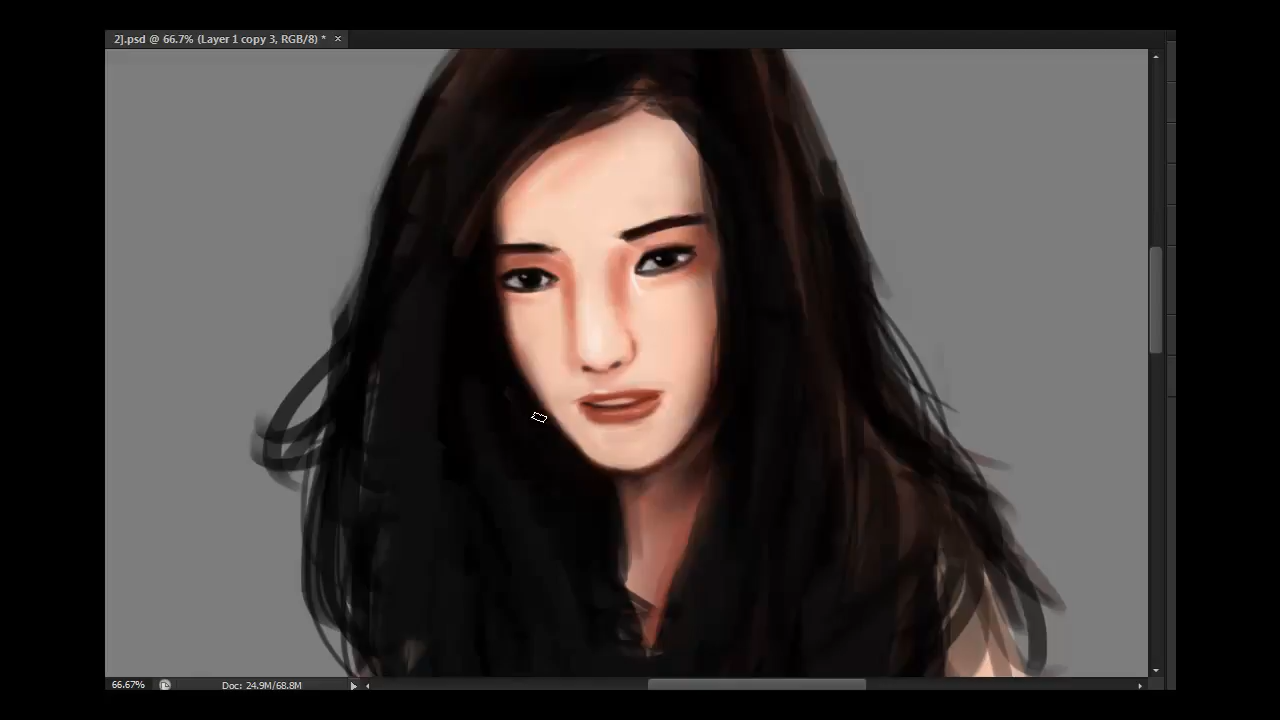 2].psd @ 66.7% (Layer 1 copy 3, RGB/8) * ×
66.67% Doc: 24.9M/68.8M